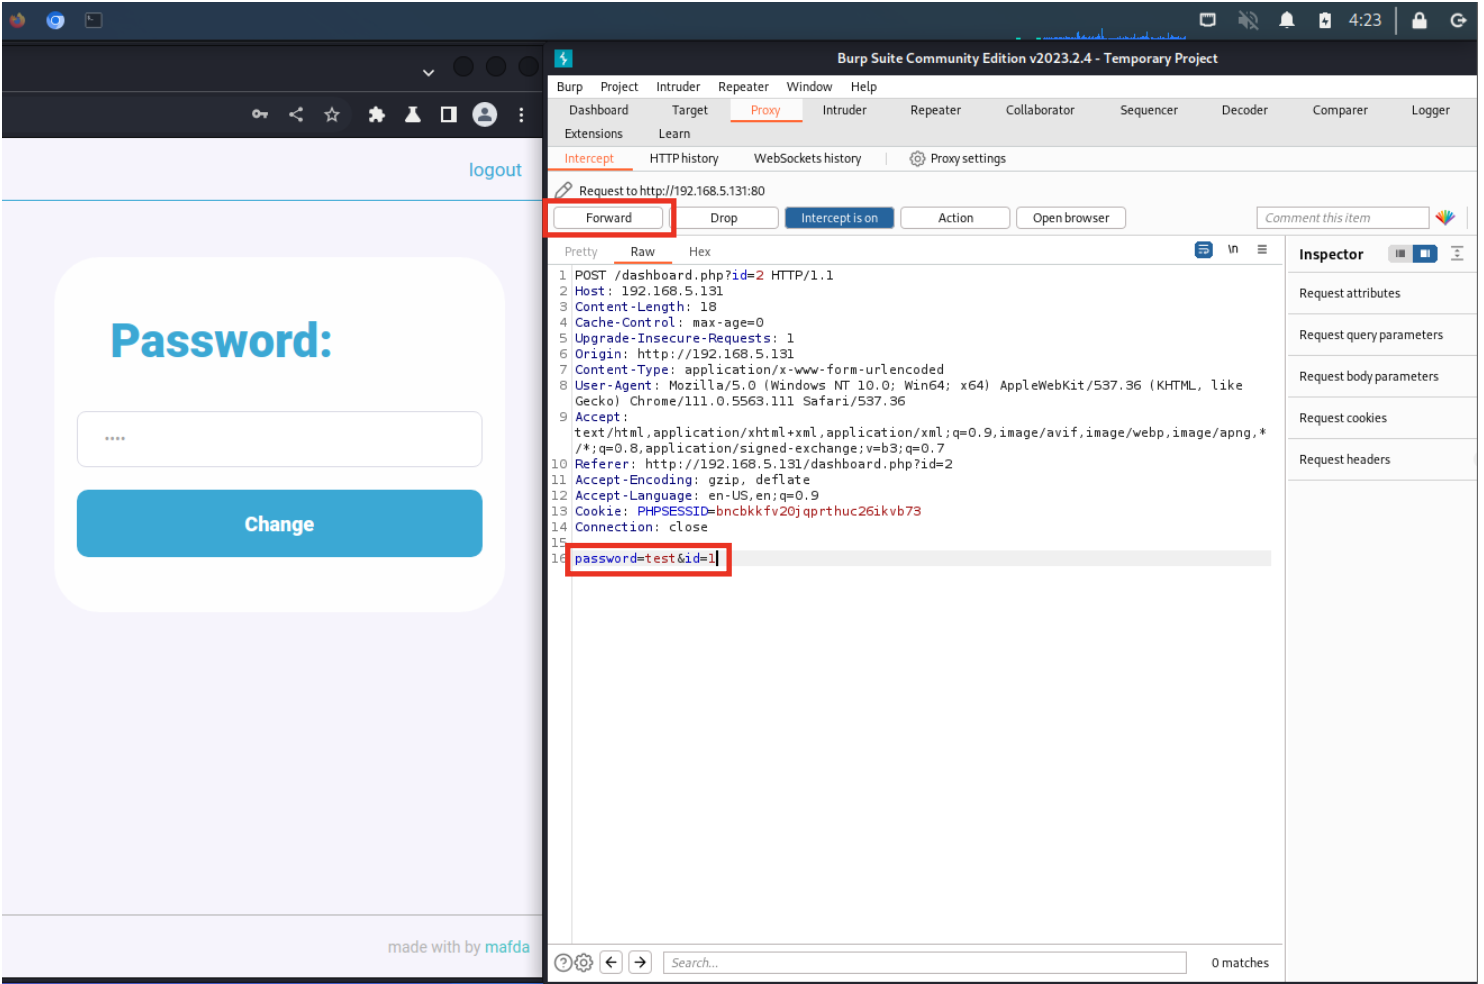 4:23
Burp Suite Community Edition v2023.2.4 - Temporary Project
Burp Project Intruder Repeater Window Help
Dashboard Target Proxy Intruder Repeater Collaborator Sequencer Decoder Comparer Logger
Extensions Learn
Intercept HTTP history WebSockets history Proxy settings
Request to http://192.168.5.131:80
Forward Drop Intercept is on Action Open browser Comment this item
Pretty Raw Hex \n
1 POST /dashboard.php?id=2 HTTP/1.1
2 Host: 192.168.5.131
3 Content-Length: 18
4 Cache-Control: max-age=0
5 Upgrade-Insecure-Requests: 1
6 Origin: http://192.168.5.131
7 Content-Type: application/x-www-form-urlencoded
8 User-Agent: Mozilla/5.0 (Windows NT 10.0; Win64; x64) AppleWebKit/537.36 (KHTML, like
Gecko) Chrome/111.0.5563.111 Safari/537.36
9 Accept:
text/html,application/xhtml+xml,application/xml;q=0.9,image/avif,image/webp,image/apng,*
/*;q=0.8,application/signed-exchange;v=b3;q=0.7
10 Referer: http://192.168.5.131/dashboard.php?id=2
11 Accept-Encoding: gzip, deflate
12 Accept-Language: en-US,en;q=0.9
13 Cookie: PHPSESSID=bncbkkfv20jqprthuc26ikvb73
14 Connection: close
15
16 password=test&id=1
Inspector
Request attributes
Request query parameters
Request body parameters
Request cookies
Request headers
Search...
0 matches
logout
Password:
••••
Change
made with by mafda